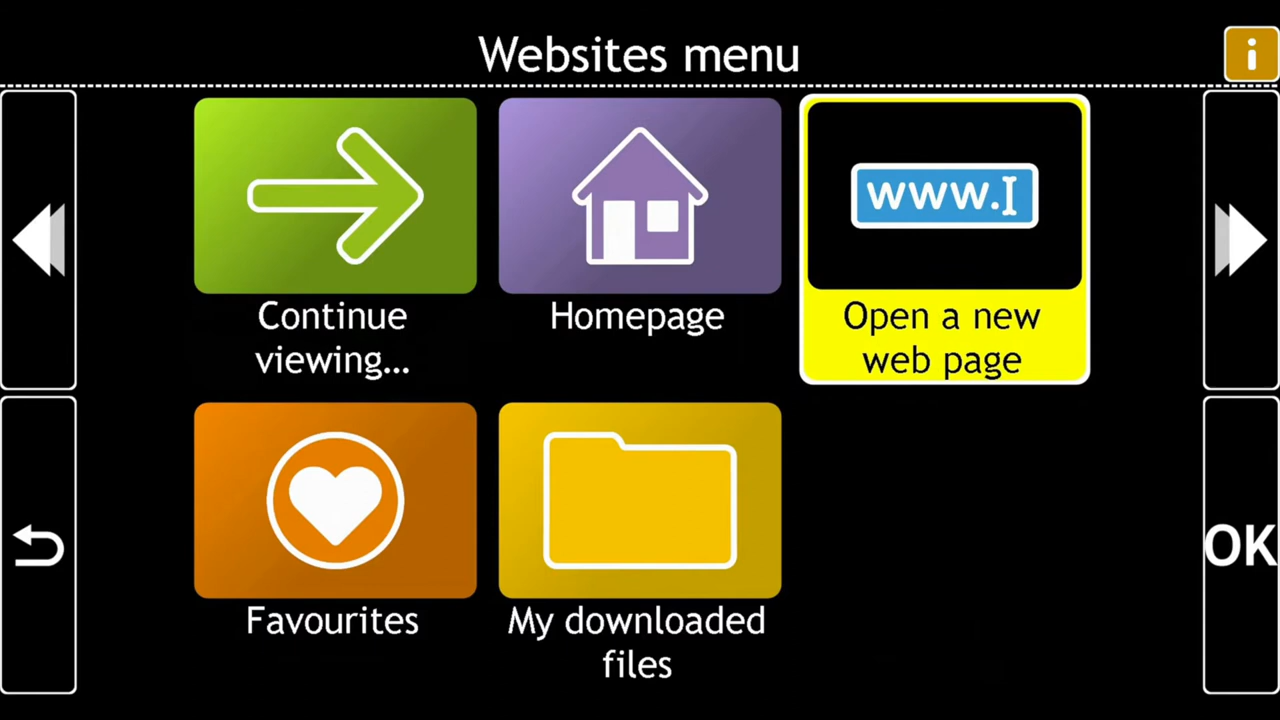 Websites menu
i
www.
Continue
viewing...
Homepage
Open a new
web page
Favourites
My downloaded
files
OK